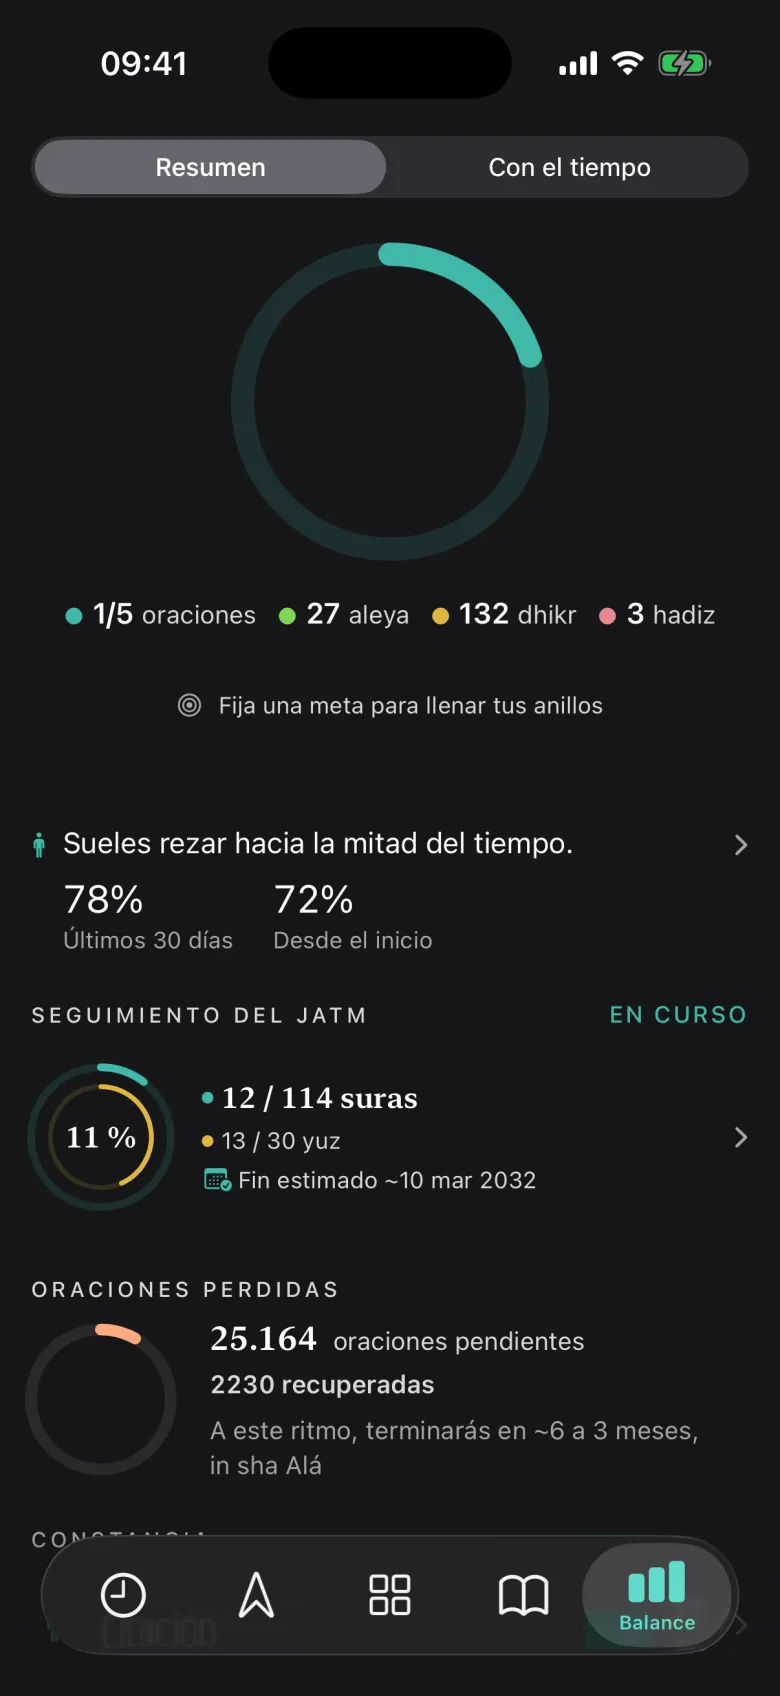 09:41
Resumen
Con el tiempo
1/5 oraciones
27 aleya
132 dhikr
3 hadiz
Fija una meta para llenar tus anillos
Sueles rezar hacia la mitad del tiempo.
78%
72%
Últimos 30 días
Desde el inicio
SEGUIMIENTO DEL JATM
EN CURSO
11 %
12 / 114 suras
13 / 30 yuz
Fin estimado ~10 mar 2032
ORACIONES PERDIDAS
25.164 oraciones pendientes
2230 recuperadas
A este ritmo, terminarás en ~6 a 3 meses,
in sha Alá
CONSTANCIA
Oración
Balance